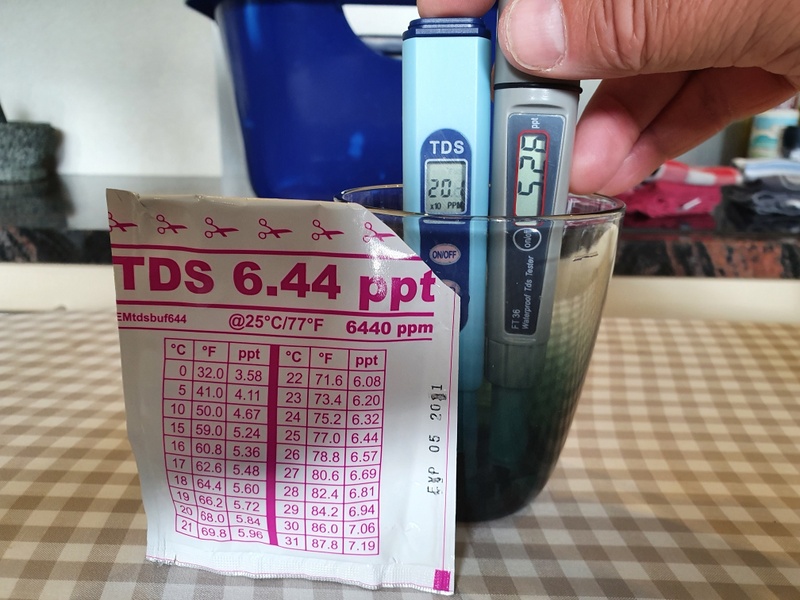 TDS 6.44 ppt
EMtdsbuf644 @25°C/77°F 6440 ppm
°C °F ppt °C °F ppt
0 32.0 3.58 22 71.6 6.08
5 41.0 4.11 23 73.4 6.20
10 50.0 4.67 24 75.2 6.32
15 59.0 5.24 25 77.0 6.44
16 60.8 5.36 26 78.8 6.57
17 62.6 5.48 27 80.6 6.69
18 64.4 5.60 28 82.4 6.81
19 66.2 5.72 29 84.2 6.94
20 68.0 5.84 30 86.0 7.06
21 69.8 5.96 31 87.8 7.19
EXP 05 2021
TDS
x10 PPM
ON/OFF
ppt
5.26
on/off
FT 36
Waterproof Tds Tester